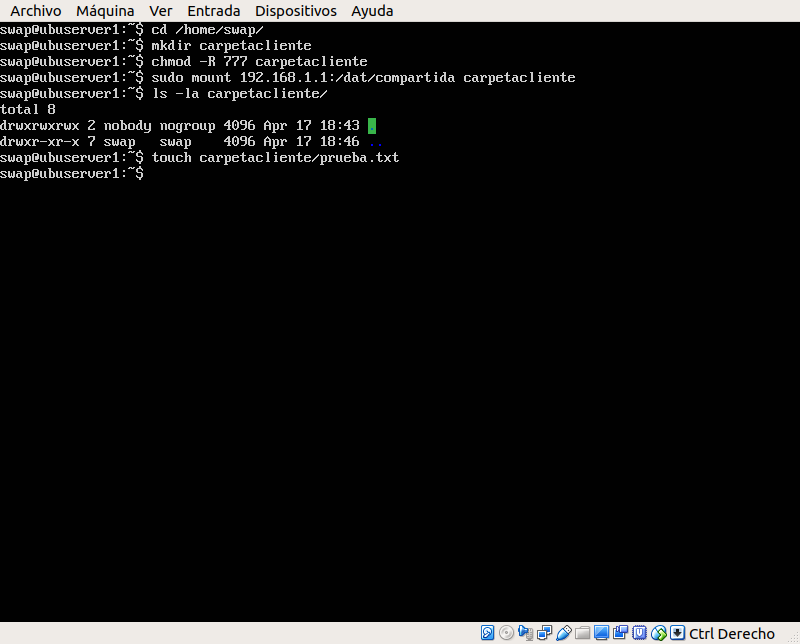 Archivo Máquina Ver Entrada Dispositivos Ayuda
swap@ubuserver1:~$ cd /home/swap/
swap@ubuserver1:~$ mkdir carpetacliente
swap@ubuserver1:~$ chmod -R 777 carpetacliente
swap@ubuserver1:~$ sudo mount 192.168.1.1:/dat/compartida carpetacliente
swap@ubuserver1:~$ ls -la carpetacliente/
total 8
drwxrwxrwx 2 nobody nogroup 4096 Apr 17 18:43 .
drwxr-xr-x 7 swap   swap    4096 Apr 17 18:46 ..
swap@ubuserver1:~$ touch carpetacliente/prueba.txt
swap@ubuserver1:~$
Ctrl Derecho